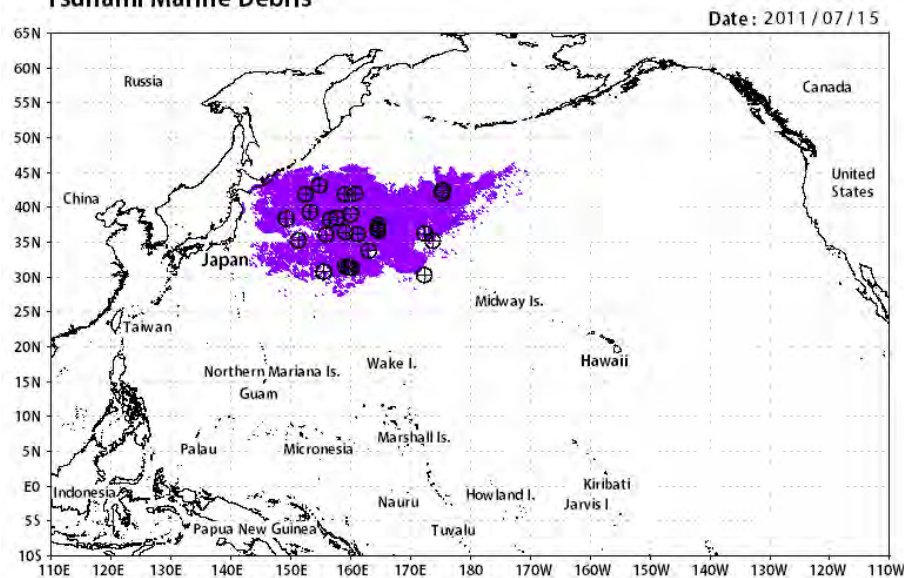 Tsunami Marine Debris
Date : 2011/07/15
65N
60N
55N
50N
45N
40N
35N
30N
25N
20N
15N
10N
5N
E0
5S
10S
Russia
Canada
China
United
States
Japan
Midway Is.
Taiwan
Hawaii
Wake I.
Northern Mariana Is.
Guam
Marshall Is.
Palau
Micronesia
Indonesia
Kiribati
Nauru
Howland I.
Jarvis I
Papua New Guinea
Tuvalu
110E 120E 130E 140E 150E 160E 170E 180 170W 160W 150W 140W 130W 120W 110W